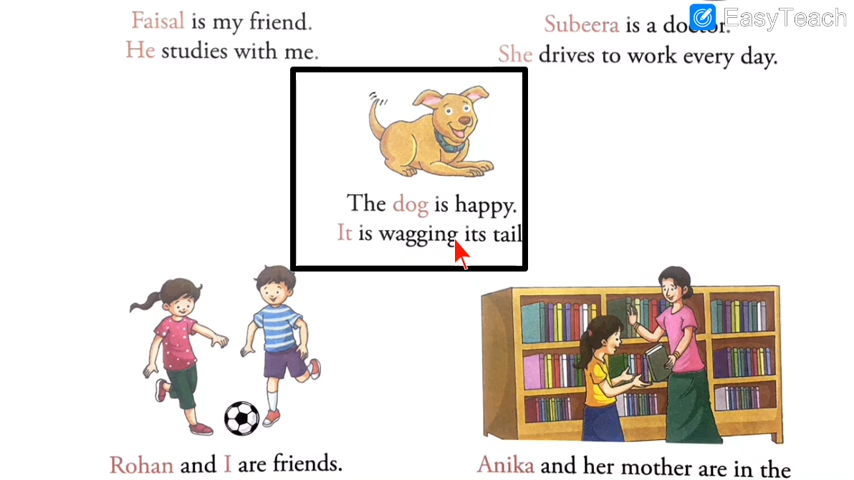 Faisal is my friend.
He studies with me.
Subeera is a doctor.
She drives to work every day.
EasyTeach
The dog is happy.
It is wagging its tail
Rohan and I are friends.
Anika and her mother are in the